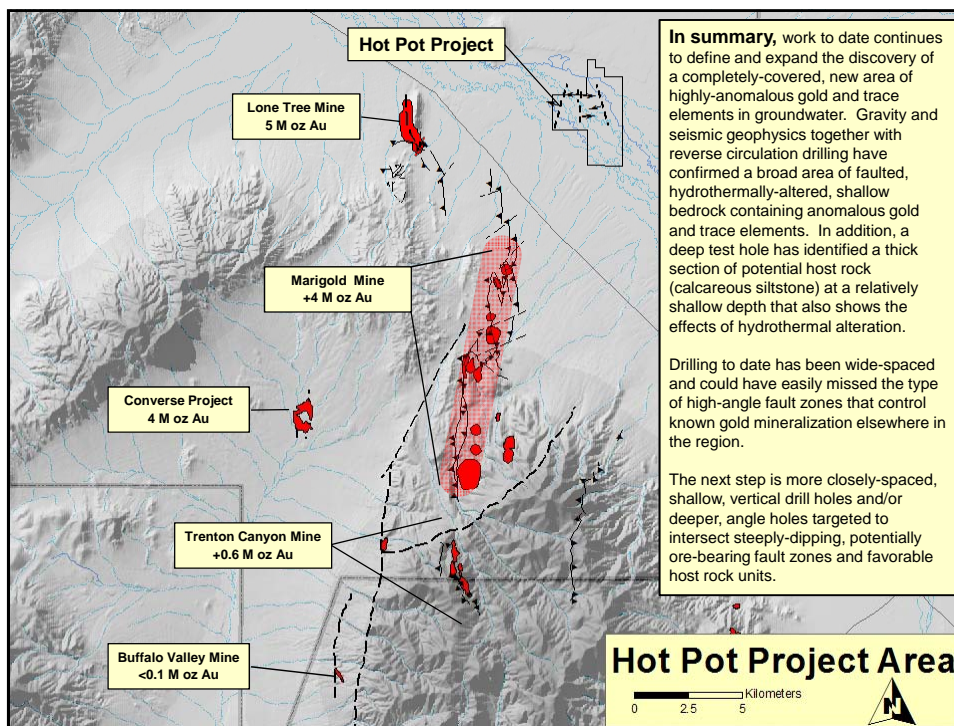 Hot Pot Project
Lone Tree Mine
5 M oz Au
Marigold  Mine
+4 M oz Au
Converse Project
4 M oz Au
Trenton Canyon Mine
+0.6 M oz Au
Buffalo Valley Mine
<0.1 M oz Au
In summary, work to date continues
to define and expand the discovery of
a completely-covered, new area of
highly-anomalous gold and trace
elements in groundwater.  Gravity and
seismic geophysics together with
reverse circulation drilling have
confirmed a broad area of faulted,
hydrothermally-altered, shallow
bedrock containing anomalous gold
and trace elements.  In addition, a
deep test hole has identified a thick
section of potential host rock
(calcareous siltstone) at a relatively
shallow depth that also shows the
effects of hydrothermal alteration.
Drilling to date has been wide-spaced
and could have easily missed the type
of high-angle fault zones that control
known gold mineralization elsewhere in
the region.
The next step is more closely-spaced,
shallow, vertical drill holes and/or
deeper, angle holes targeted to
intersect steeply-dipping, potentially
ore-bearing fault zones and favorable
host rock units.
Hot Pot Project Area
Kilometers
0 2.5 5
N